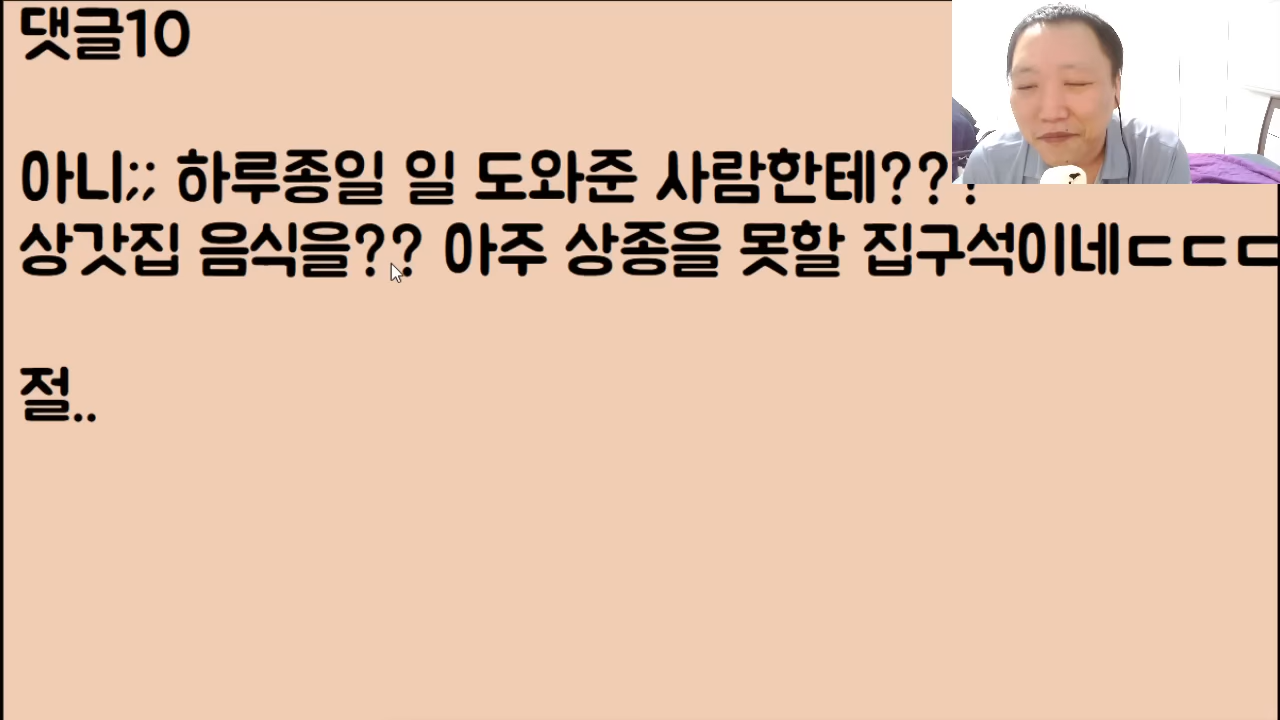 댓글10
아니;; 하루종일 일 도와준 사람한테???
상갓집 음식을?? 아주 상종을 못할 집구석이네ㄷㄷㄷ
절..